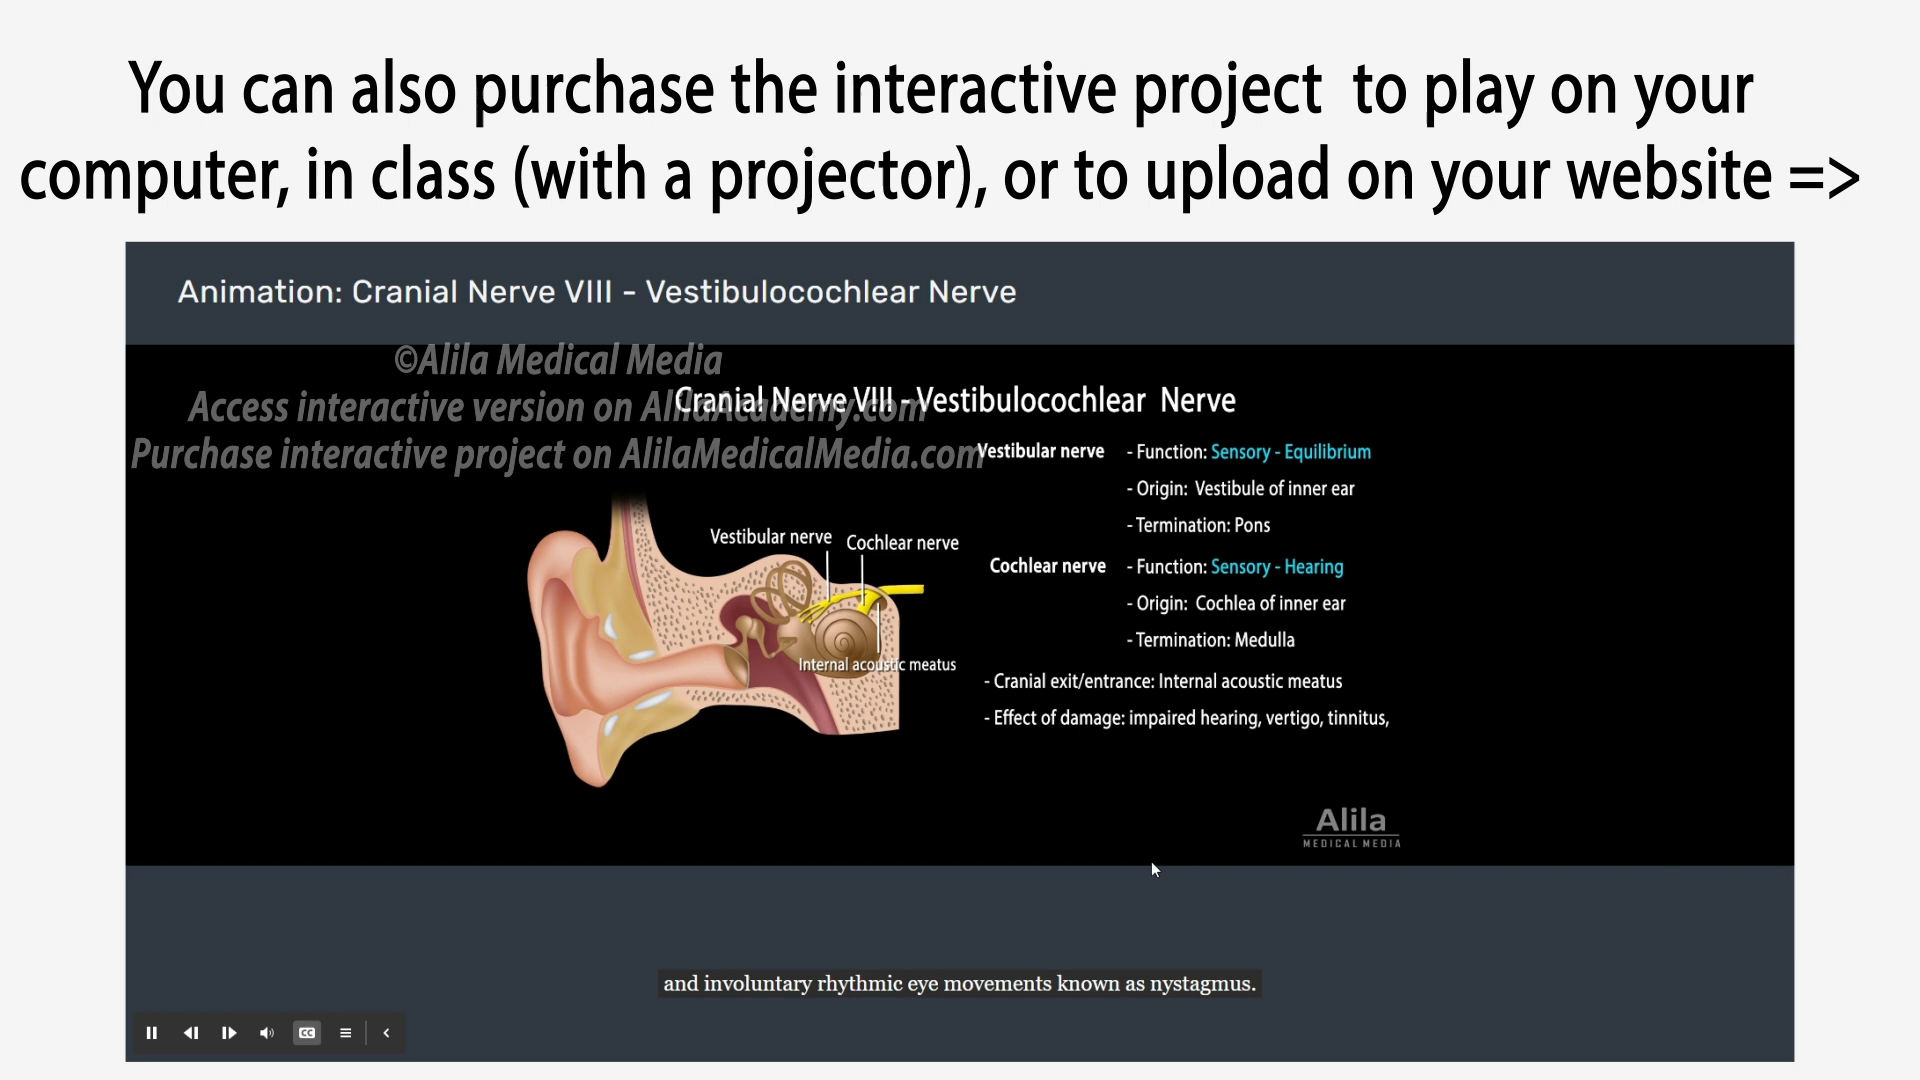 You can also purchase the interactive project to play on your
computer, in class (with a projector), or to upload on your website =>
Animation: Cranial Nerve VIII - Vestibulocochlear Nerve
©Alila Medical Media
Access interactive version on AlilaAcademy.com
Purchase interactive project on AlilaMedicalMedia.com
Cranial Nerve VIII - Vestibulocochlear Nerve
Vestibular nerve - Function: Sensory - Equilibrium
- Origin: Vestibule of inner ear
- Termination: Pons
Vestibular nerve Cochlear nerve
Cochlear nerve - Function: Sensory - Hearing
- Origin: Cochlea of inner ear
- Termination: Medulla
Internal acoustic meatus
- Cranial exit/entrance: Internal acoustic meatus
- Effect of damage: impaired hearing, vertigo, tinnitus,
Alila
MEDICAL MEDIA
and involuntary rhythmic eye movements known as nystagmus.
CC